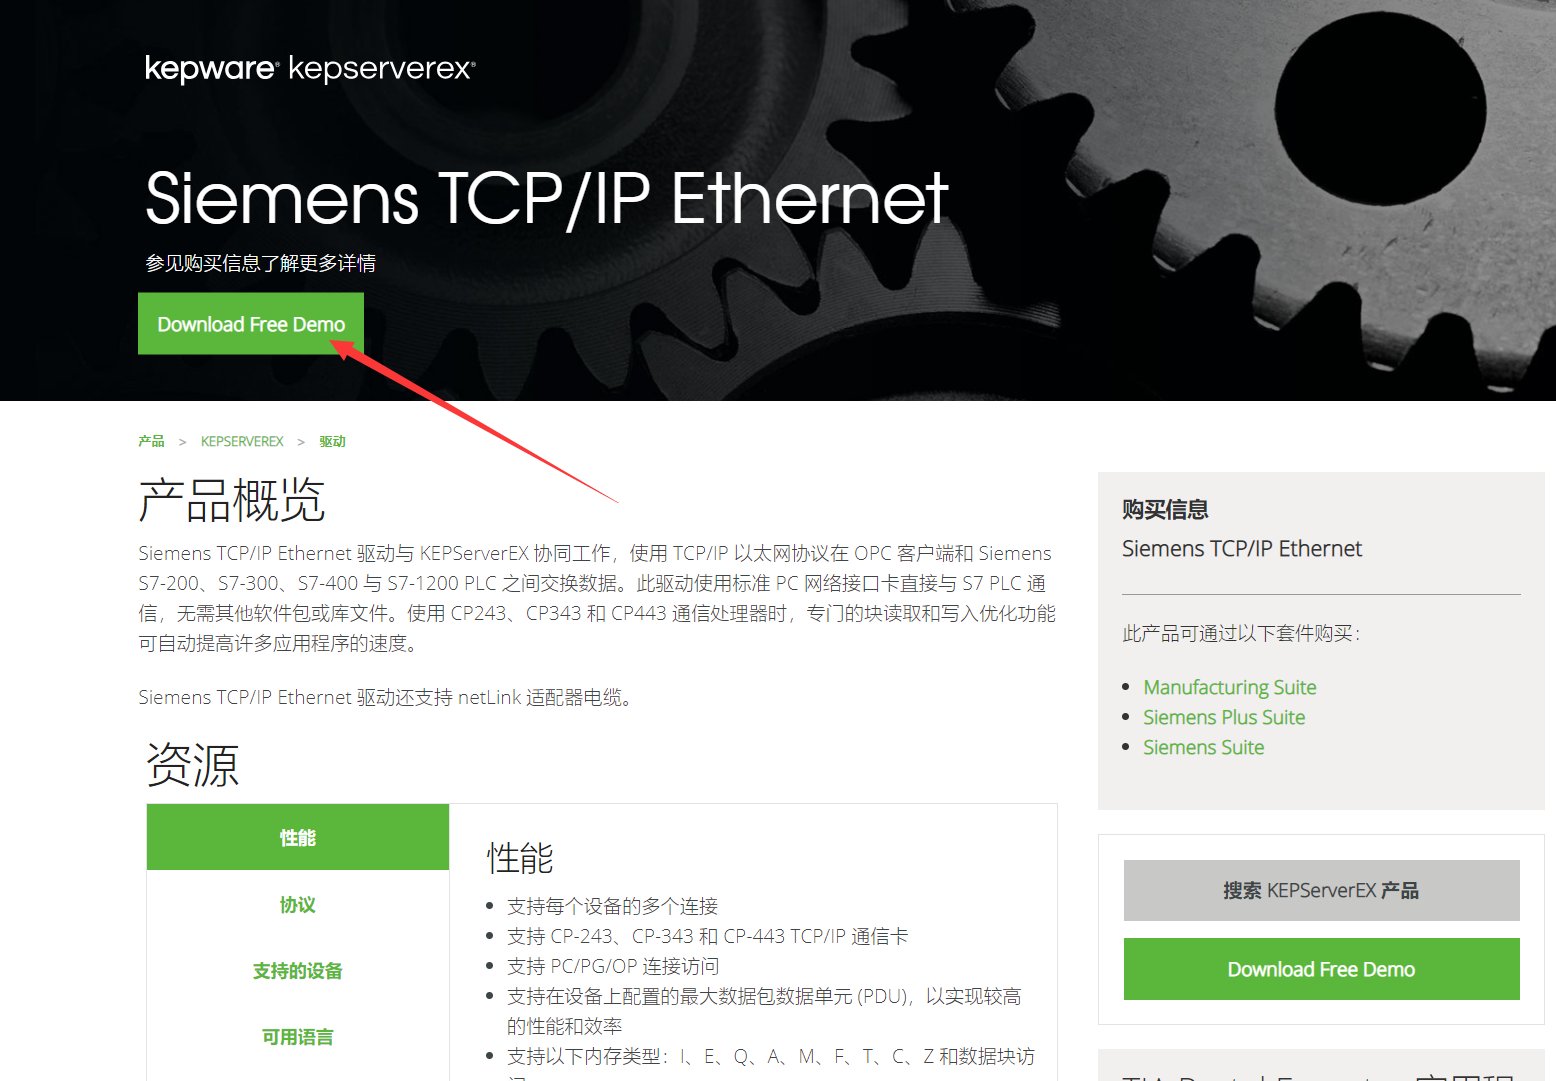 kepware® kepserverex®
Siemens TCP/IP Ethernet
参见购买信息了解更多详情
Download Free Demo
产品 > KEPSERVEREX > 驱动
产品概览
Siemens TCP/IP Ethernet 驱动与 KEPServerEX 协同工作，使用 TCP/IP 以太网协议在 OPC 客户端和 Siemens
S7-200、S7-300、S7-400 与 S7-1200 PLC 之间交换数据。此驱动使用标准 PC 网络接口卡直接与 S7 PLC 通
信，无需其他软件包或库文件。使用 CP243、CP343 和 CP443 通信处理器时，专门的块读取和写入优化功能
可自动提高许多应用程序的速度。
Siemens TCP/IP Ethernet 驱动还支持 netLink 适配器电缆。
资源
性能
协议
支持的设备
可用语言
性能
支持每个设备的多个连接
支持 CP-243、CP-343 和 CP-443 TCP/IP 通信卡
支持 PC/PG/OP 连接访问
支持在设备上配置的最大数据包数据单元 (PDU)，以实现较高
的性能和效率
支持以下内存类型：I、E、Q、A、M、F、T、C、Z 和数据块访
购买信息
Siemens TCP/IP Ethernet
此产品可通过以下套件购买：
Manufacturing Suite
Siemens Plus Suite
Siemens Suite
搜索 KEPServerEX 产品
Download Free Demo